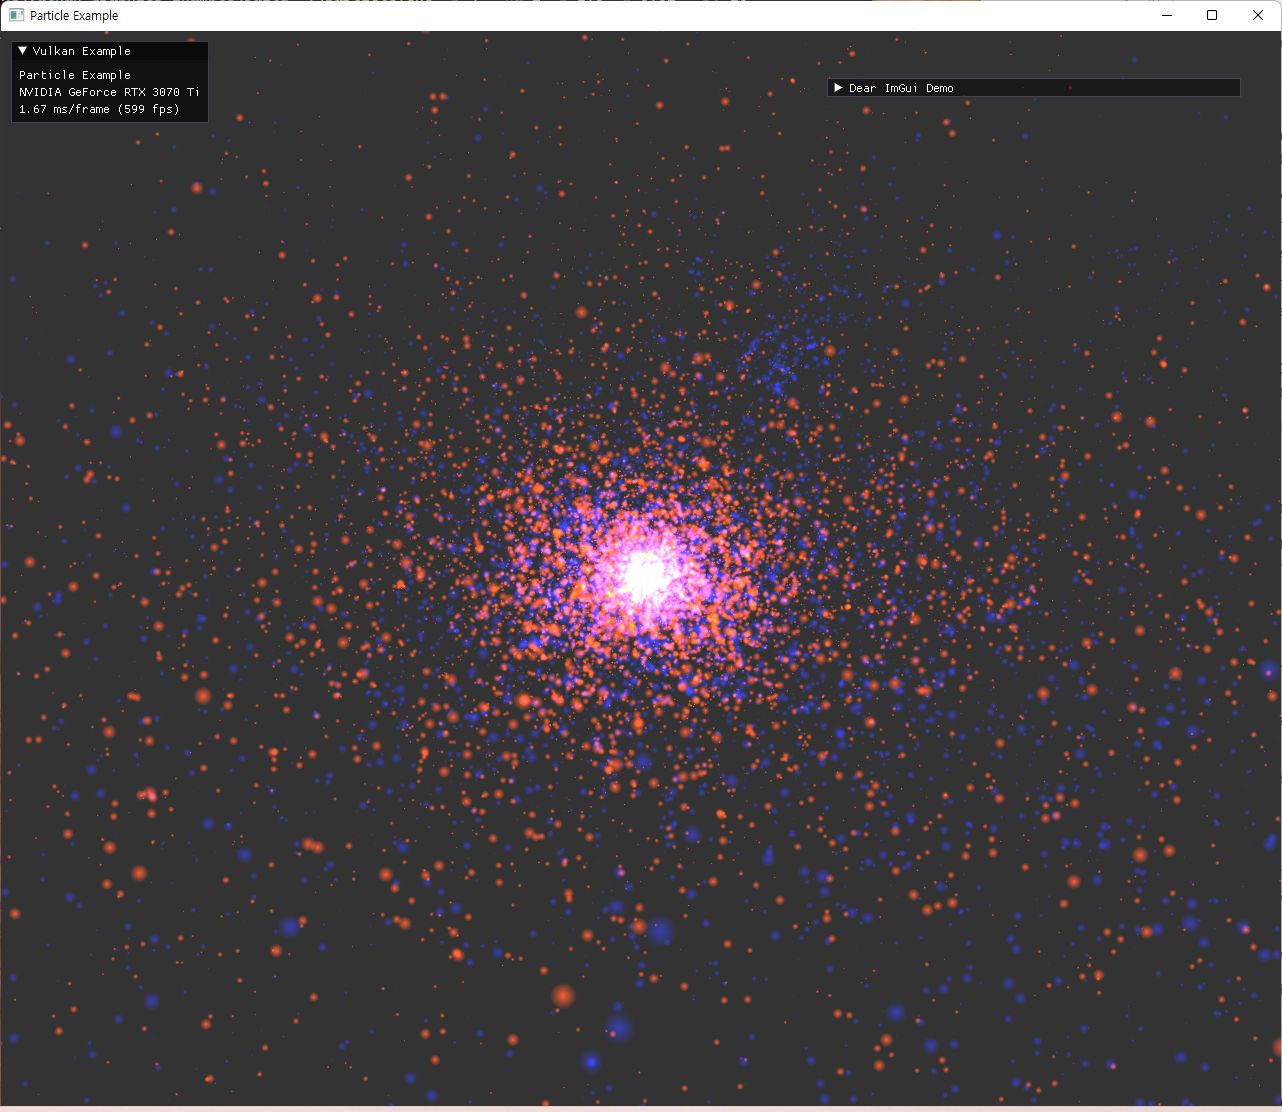 Particle Example
Vulkan Example
Particle Example
NVIDIA GeForce RTX 3070 Ti
1.67 ms/frame (599 fps)
Dear ImGui Demo